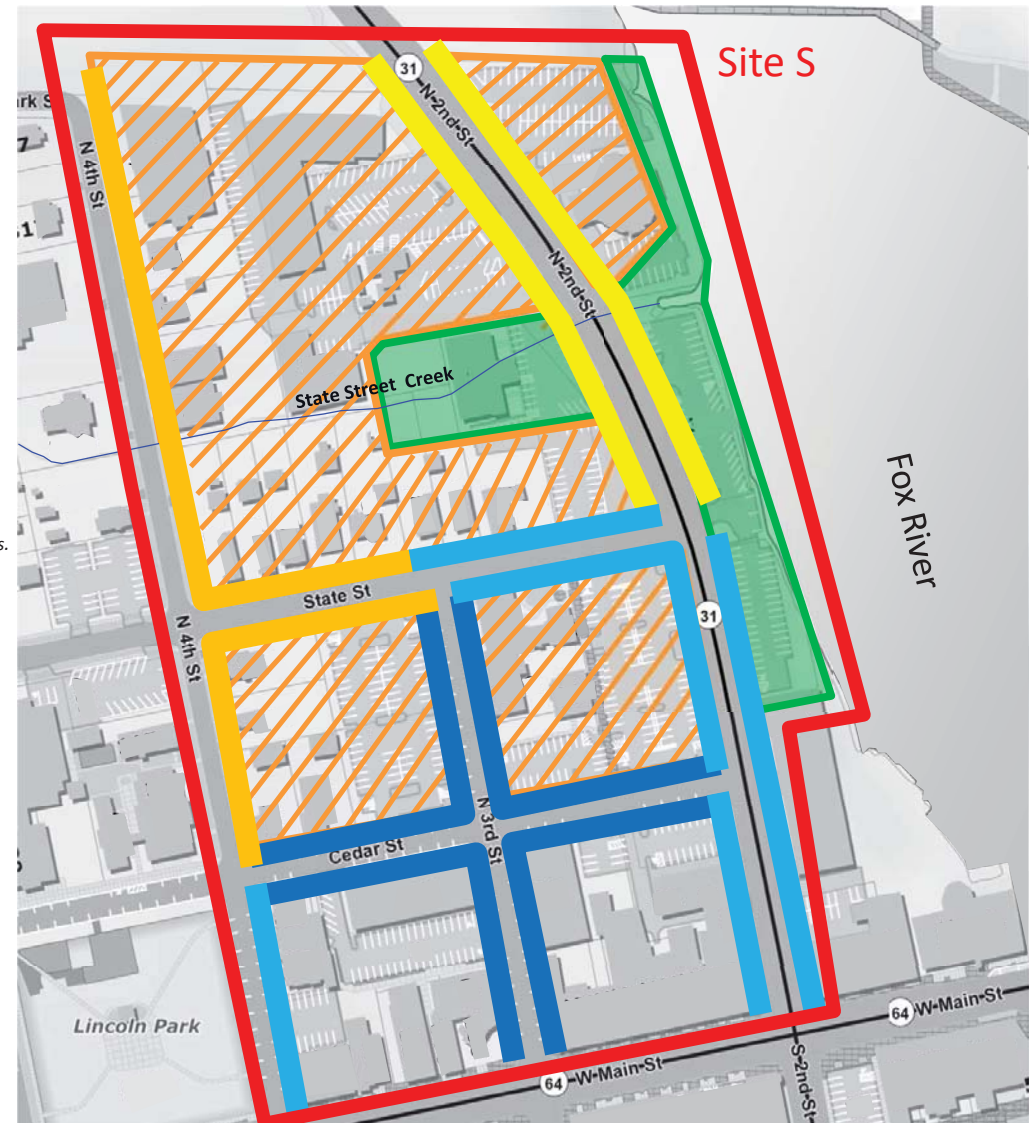 Site S
31
N 2nd St
N 4th St
N 2nd St
State Street Creek
Fox River
s.
State St
31
N 4th St
N 3rd St
Cedar St
Lincoln Park
64 W Main St
64 W Main St
S 2nd St